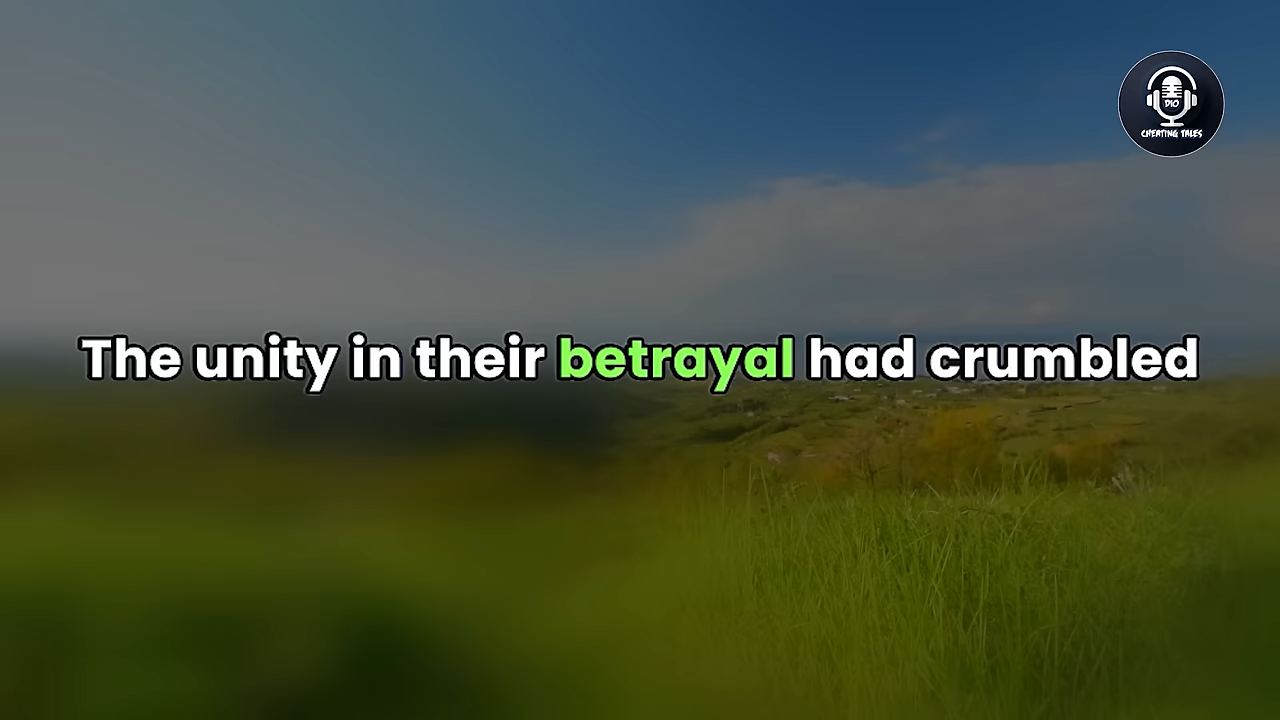 DIO
CHEATING TALES
The unity in their betrayal had crumbled